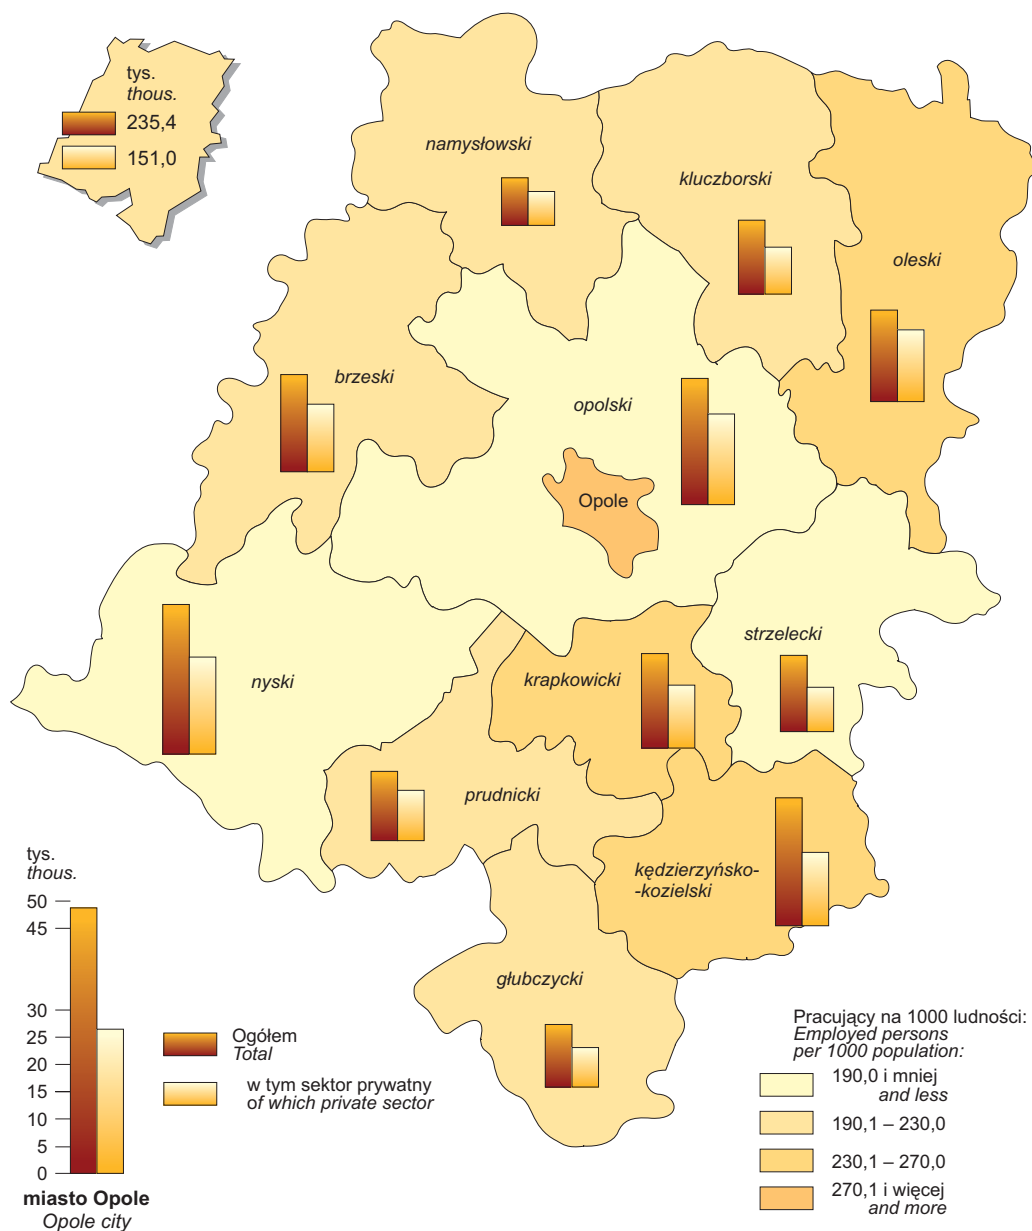 tys.
thous.
235,4
151,0
namysłowski
kluczborski
oleski
brzeski
opolski
Opole
strzelecki
nyski
krapkowicki
prudnicki
kędzierzyńsko-
-kozielski
głubczycki
tys.
thous.
50
45
30
25
20
15
10
5
0
miasto Opole
Opole city
Ogółem
Total
w tym sektor prywatny
of which private sector
Pracujący na 1000 ludności:
Employed persons
per 1000 population:
190,0 i mniej
and less
190,1 – 230,0
230,1 – 270,0
270,1 i więcej
and more